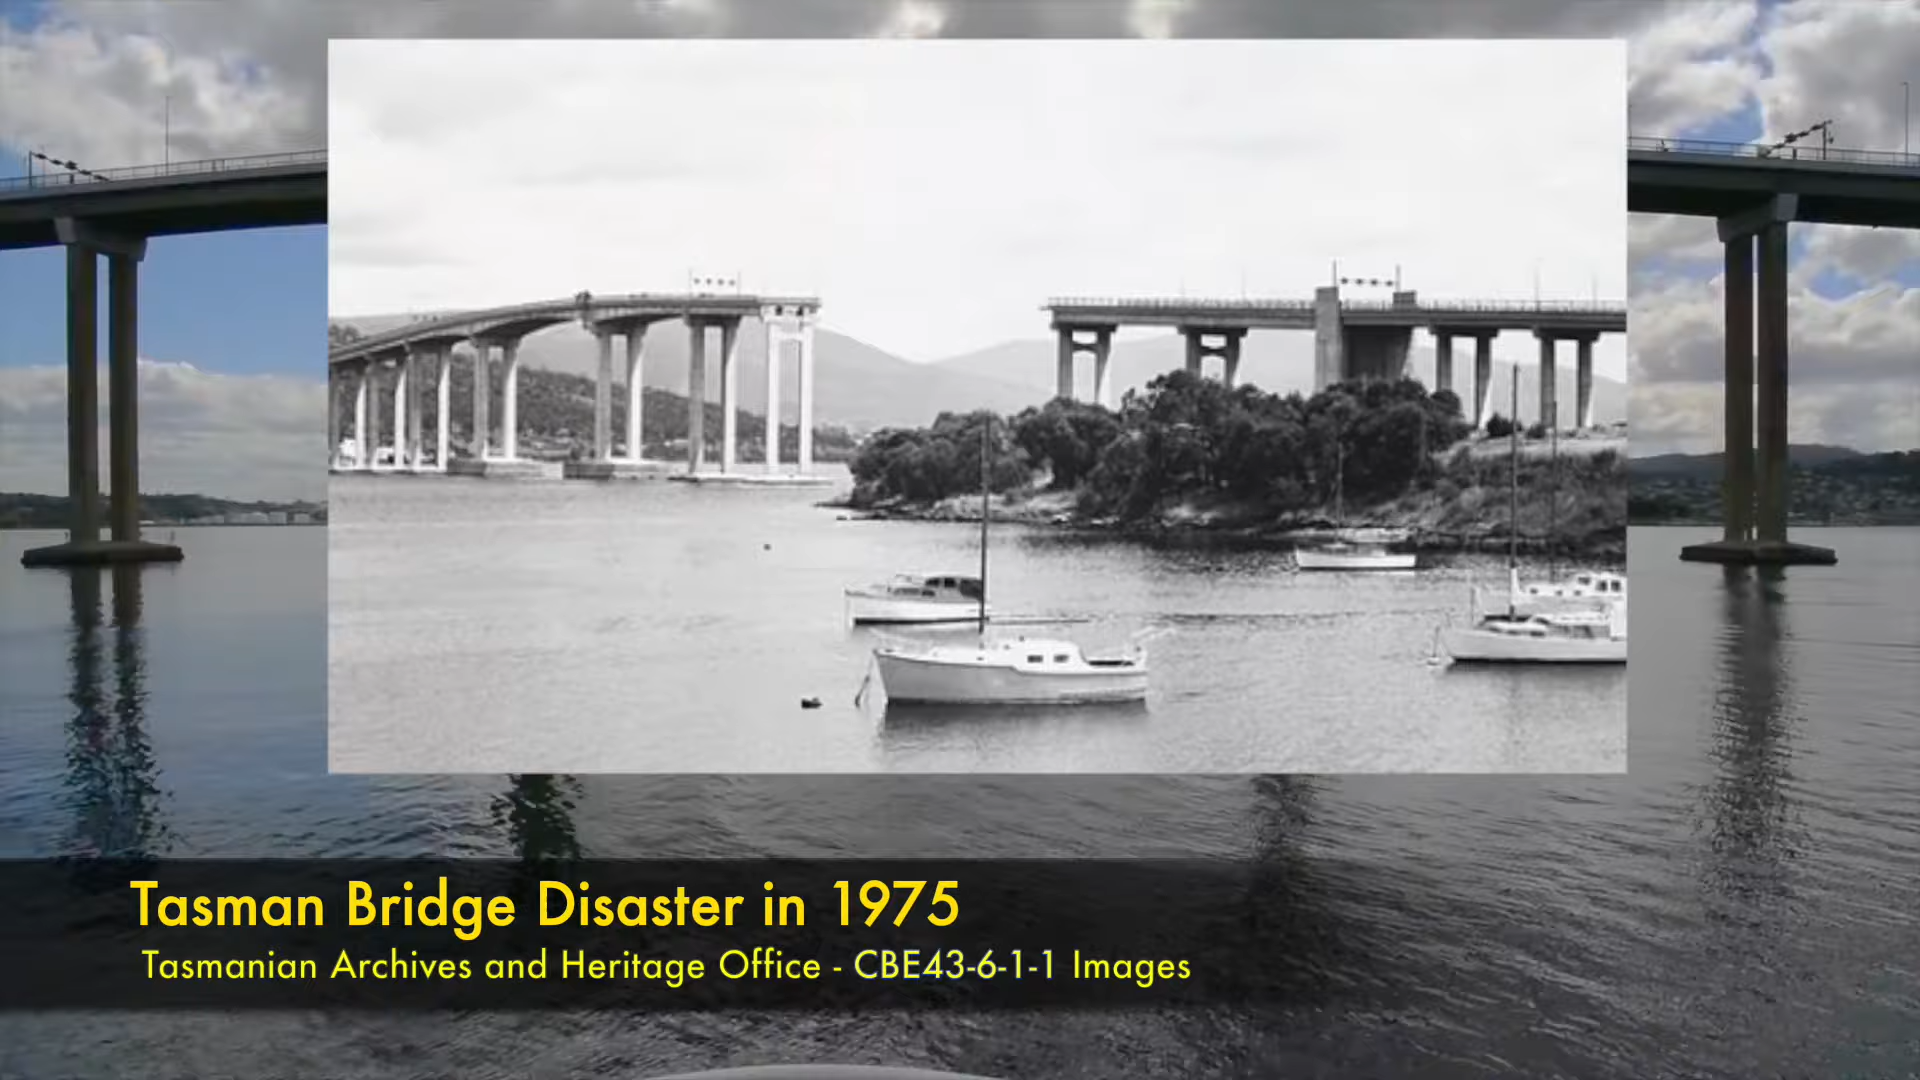 Tasman Bridge Disaster in 1975
Tasmanian Archives and Heritage Office - CBE43-6-1-1 Images